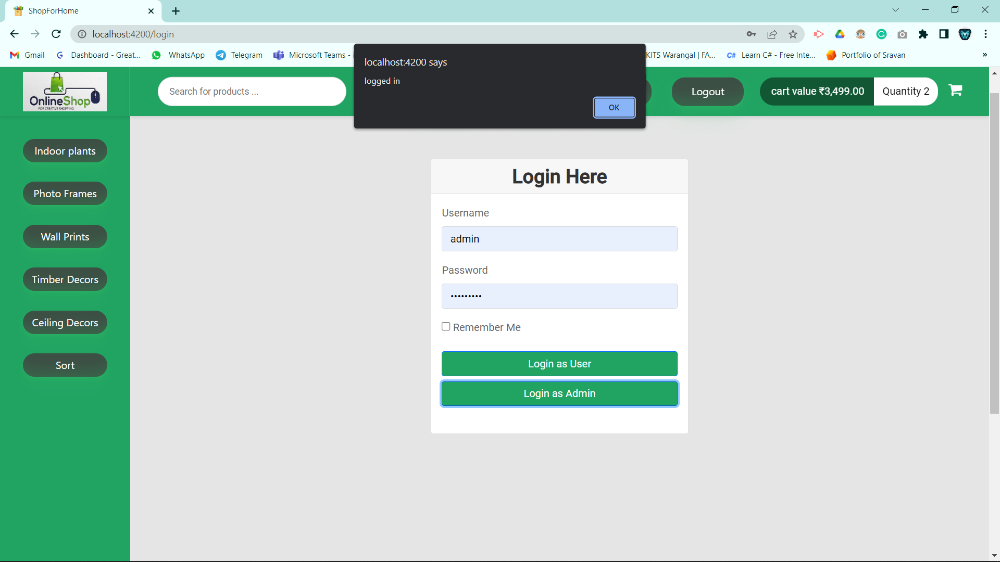 ShopForHome
localhost:4200/login
Gmail
Dashboard - Great...
WhatsApp
Telegram
Microsoft Teams - i
KITS Warangal | FA...
C# Learn C# - Free Inte...
Portfolio of Sravan
»
localhost:4200 says
logged in
OK
OnlineShop
FOR CREATIVE SHOPPING
Search for products ...
Logout
cart value ₹3,499.00
Quantity 2
Indoor plants
Photo Frames
Wall Prints
Timber Decors
Ceiling Decors
Sort
Login Here
Username
admin
Password
•••••••••
Remember Me
Login as User
Login as Admin